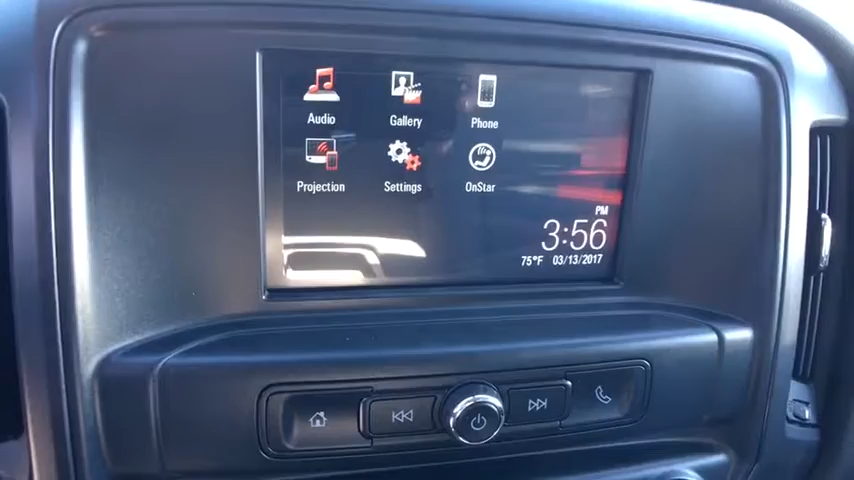 Audio
Gallery
Phone
Projection
Settings
OnStar
PM
3:56
75°F 03/13/2017